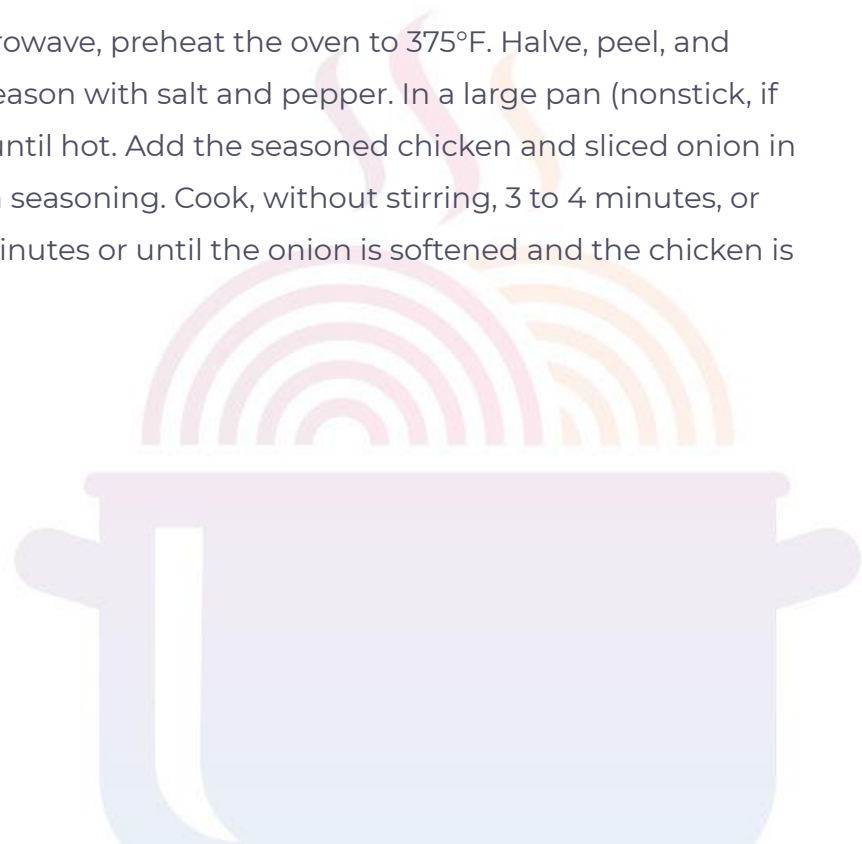 rowave, preheat the oven to 375°F. Halve, peel, and
eason with salt and pepper. In a large pan (nonstick, if
until hot. Add the seasoned chicken and sliced onion in
seasoning. Cook, without stirring, 3 to 4 minutes, or
inutes or until the onion is softened and the chicken is